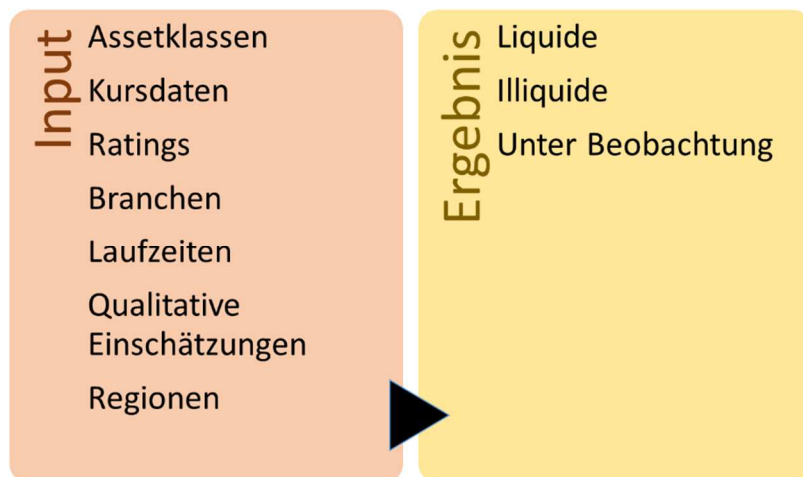 Input
Assetklassen
Kursdaten
Ratings
Branchen
Laufzeiten
Qualitative
Einschätzungen
Regionen
Ergebnis
Liquide
Illiquide
Unter Beobachtung